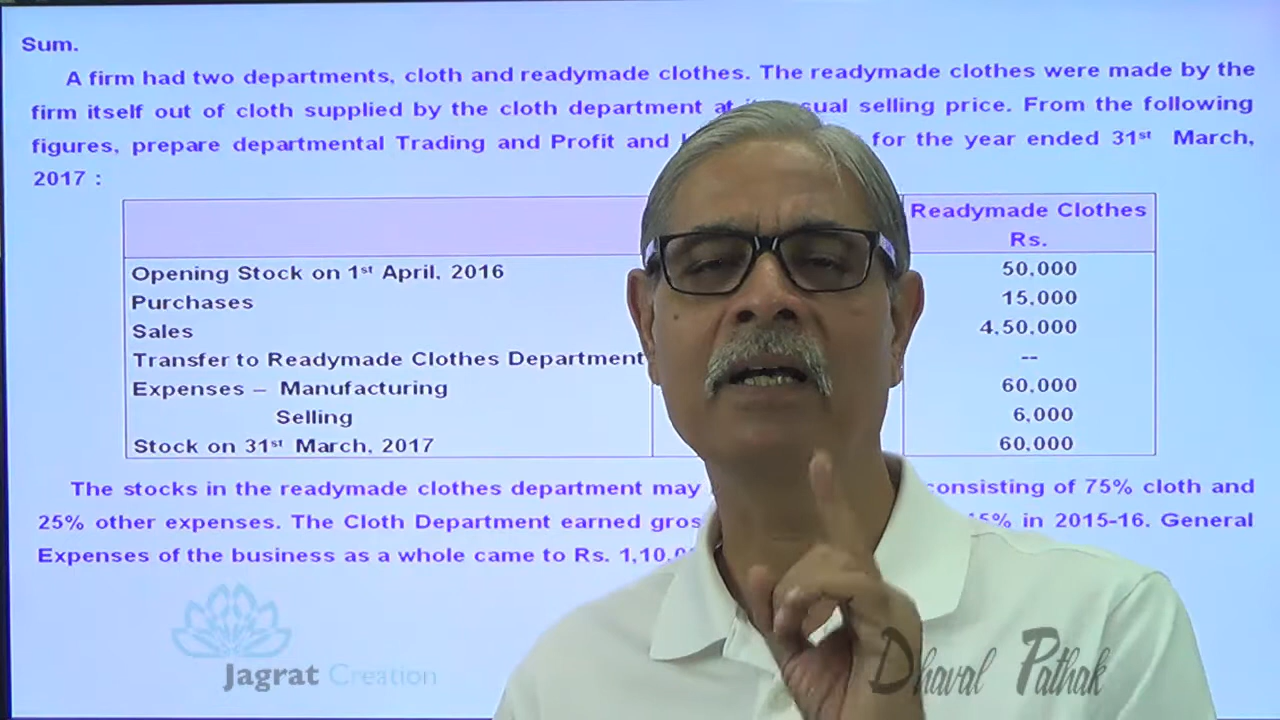 Sum.
A firm had two departments, cloth and readymade clothes. The readymade clothes were made by the
firm itself out of cloth supplied by the cloth department at selling price. From the following
figures, prepare departmental Trading and Profit and for the year ended 31st March,
2017 :
Readymade Clothes
Rs.
Opening Stock on 1st April, 2016 50,000
Purchases 15,000
Sales 4,50,000
Transfer to Readymade Clothes Department --
Expenses – Manufacturing 60,000
Selling 6,000
Stock on 31st March, 2017 60,000
The stocks in the readymade clothes department may consisting of 75% cloth and
25% other expenses. The Cloth Department earned 15% in 2015-16. General
Expenses of the business as a whole came to Rs.
Jagrat Creation
Dhaval Pathak